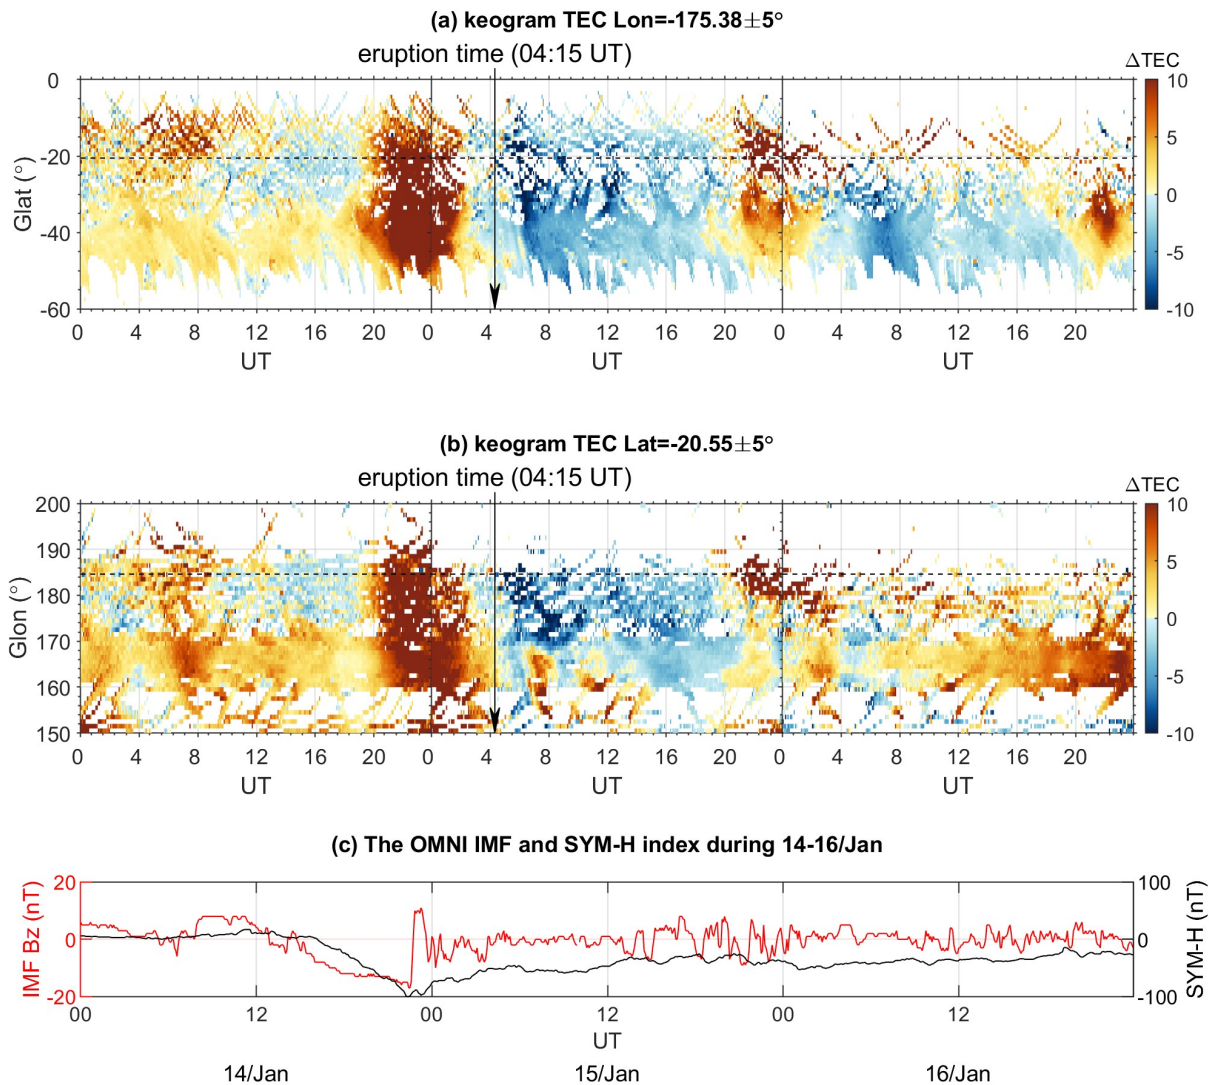 (a) keogram TEC Lon=-175.38±5°
eruption time (04:15 UT)
ΔTEC
0
-20
-40
-60
Glat (°)
10
5
0
-5
-10
0 4 8 12 16 20 0 4 8 12 16 20 0 4 8 12 16 20
UT UT UT
(b) keogram TEC Lat=-20.55±5°
eruption time (04:15 UT)
ΔTEC
200
190
180
170
160
150
Glon (°)
10
5
0
-5
-10
0 4 8 12 16 20 0 4 8 12 16 20 0 4 8 12 16 20
UT UT UT
(c) The OMNI IMF and SYM-H index during 14-16/Jan
20
0
-20
IMF Bz (nT)
100
0
-100
SYM-H (nT)
00 12 00 12 00 12
UT
14/Jan 15/Jan 16/Jan